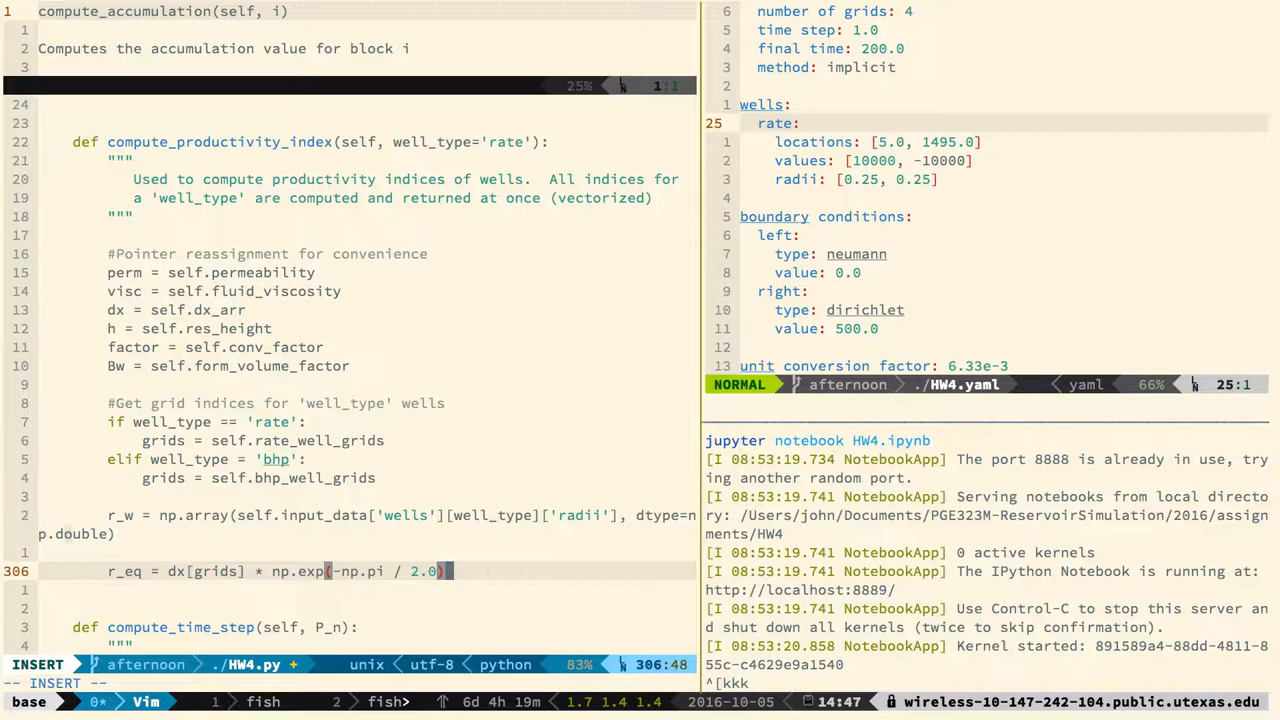 1 compute_accumulation(self, i)
1
2 Computes the accumulation value for block i
3
25% 1:1
24
23
def compute_productivity_index(self, well_type='rate'):
21 """
20 Used to compute productivity indices of wells.  All indices for
19 a 'well_type' are computed and returned at once (vectorized)
18 """
17
16 #Pointer reassignment for convenience
15 perm = self.permeability
14 visc = self.fluid_viscosity
13 dx = self.dx_arr
12 h = self.res_height
11 factor = self.conv_factor
10 Bw = self.form_volume_factor
9
8 #Get grid indices for 'well_type' wells
7 if well_type == 'rate':
6 grids = self.rate_well_grids
5 elif well_type = 'bhp':
4 grids = self.bhp_well_grids
3
2 r_w = np.array(self.input_data['wells'][well_type]['radii'], dtype=n
p.double)
1
306 r_eq = dx[grids] * np.exp(-np.pi / 2.0)
1
2
3 def compute_time_step(self, P_n):
4 """
INSERT afternoon ./HW4.py + unix utf-8 python 83% 306:48
-- INSERT --
6 number of grids: 4
5 time step: 1.0
4 final time: 200.0
3 method: implicit
2
1 wells:
25 rate:
1 locations: [5.0, 1495.0]
2 values: [10000, -10000]
3 radii: [0.25, 0.25]
4
5 boundary conditions:
6 left:
7 type: neumann
8 value: 0.0
9 right:
10 type: dirichlet
11 value: 500.0
12
13 unit conversion factor: 6.33e-3
NORMAL afternoon ./HW4.yaml yaml 66% 25:1
jupyter notebook HW4.ipynb
[I 08:53:19.734 NotebookApp] The port 8888 is already in use, try
ing another random port.
[I 08:53:19.741 NotebookApp] Serving notebooks from local directo
ry: /Users/john/Documents/PGE323M-ReservoirSimulation/2016/assign
ments/HW4
[I 08:53:19.741 NotebookApp] 0 active kernels
[I 08:53:19.741 NotebookApp] The IPython Notebook is running at:
http://localhost:8889/
[I 08:53:19.741 NotebookApp] Use Control-C to stop this server an
d shut down all kernels (twice to skip confirmation).
[I 08:53:20.858 NotebookApp] Kernel started: 891589a4-88dd-4811-8
55c-c4629e9a1540
^[kkk
base 0* Vim 1 fish 2 fish> 6d 4h 19m 1.7 1.4 1.4 2016-10-05 14:47 wireless-10-147-242-104.public.utexas.edu